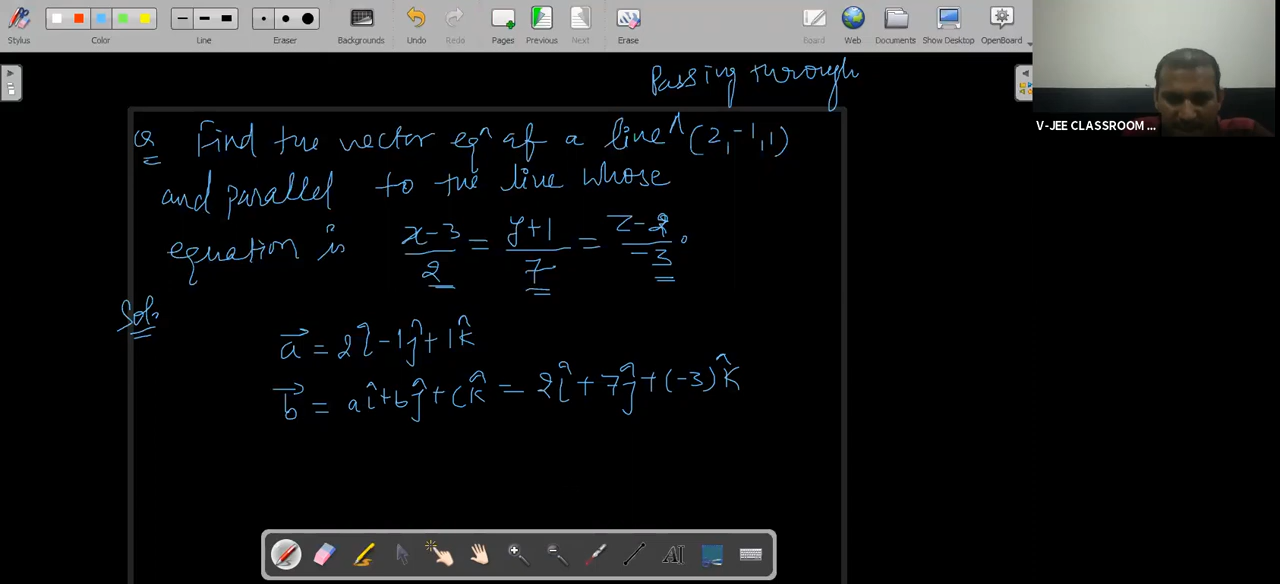 Stylus Color Line Eraser Backgrounds Undo Redo Pages Previous Next Erase Board Web Documents Show Desktop OpenBoard
V-JEE CLASSROOM ...
Passing through
Q Find the vector eqⁿ of a line ^ (2, -1, 1)
and parallel to the line whose
equation is (x-3)/2 = (y+1)/7 = (z-2)/-3 .
Sol:
a⃗ = 2î - 1ĵ + 1k̂
b⃗ = aî + bĵ + ck̂ = 2î + 7ĵ + (-3)k̂
AI